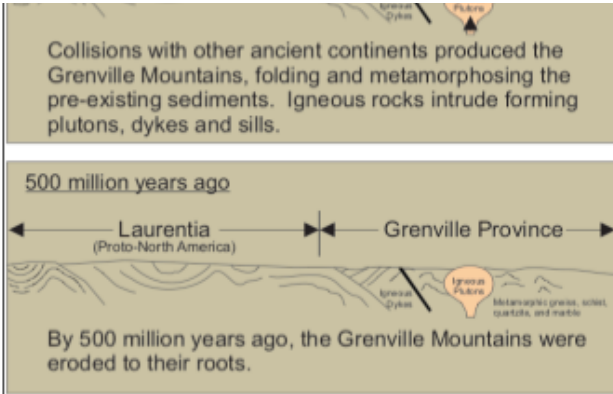 Igneous
Dykes
Plutons
Collisions with other ancient continents produced the
Grenville Mountains, folding and metamorphosing the
pre-existing sediments.  Igneous rocks intrude forming
plutons, dykes and sills.
500 million years ago
Laurentia
(Proto-North America)
Grenville Province
Igneous
Dykes
Igneous
Plutons
Metamorphic gneiss, schist,
quartzite, and marble
By 500 million years ago, the Grenville Mountains were
eroded to their roots.